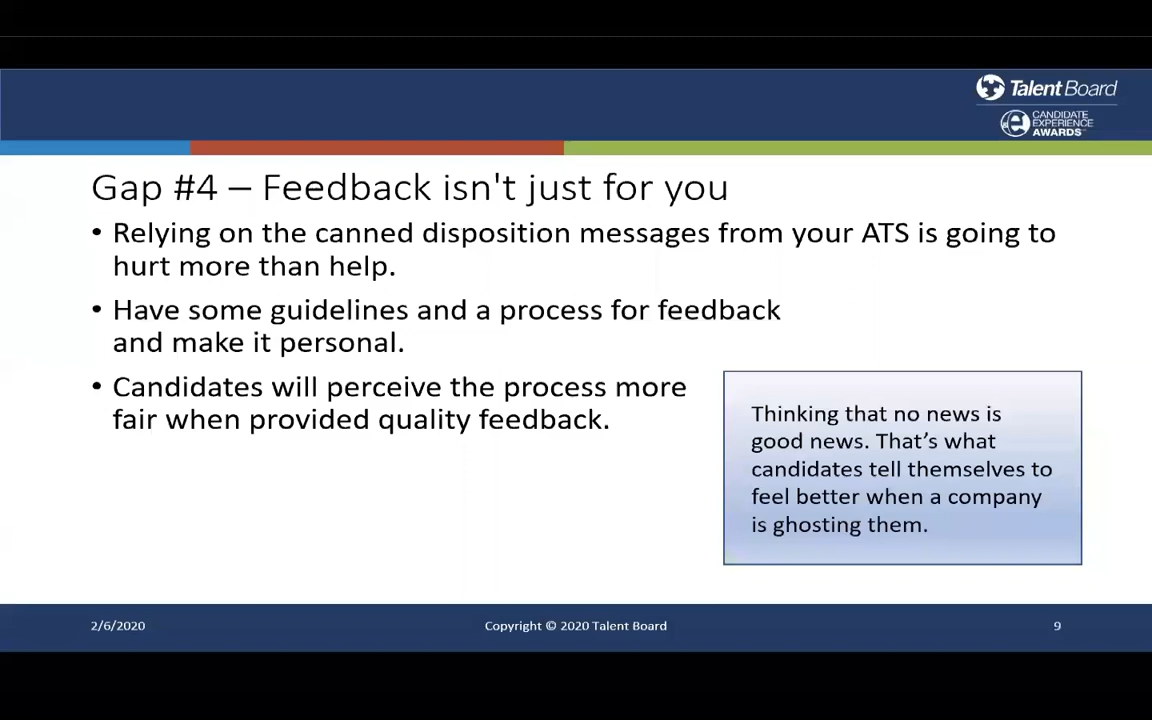 Talent Board
CANDIDATE
EXPERIENCE
AWARDS
Gap #4 – Feedback isn't just for you
• Relying on the canned disposition messages from your ATS is going to
hurt more than help.
• Have some guidelines and a process for feedback
and make it personal.
• Candidates will perceive the process more
fair when provided quality feedback.
Thinking that no news is
good news. That’s what
candidates tell themselves to
feel better when a company
is ghosting them.
2/6/2020
Copyright © 2020 Talent Board
9